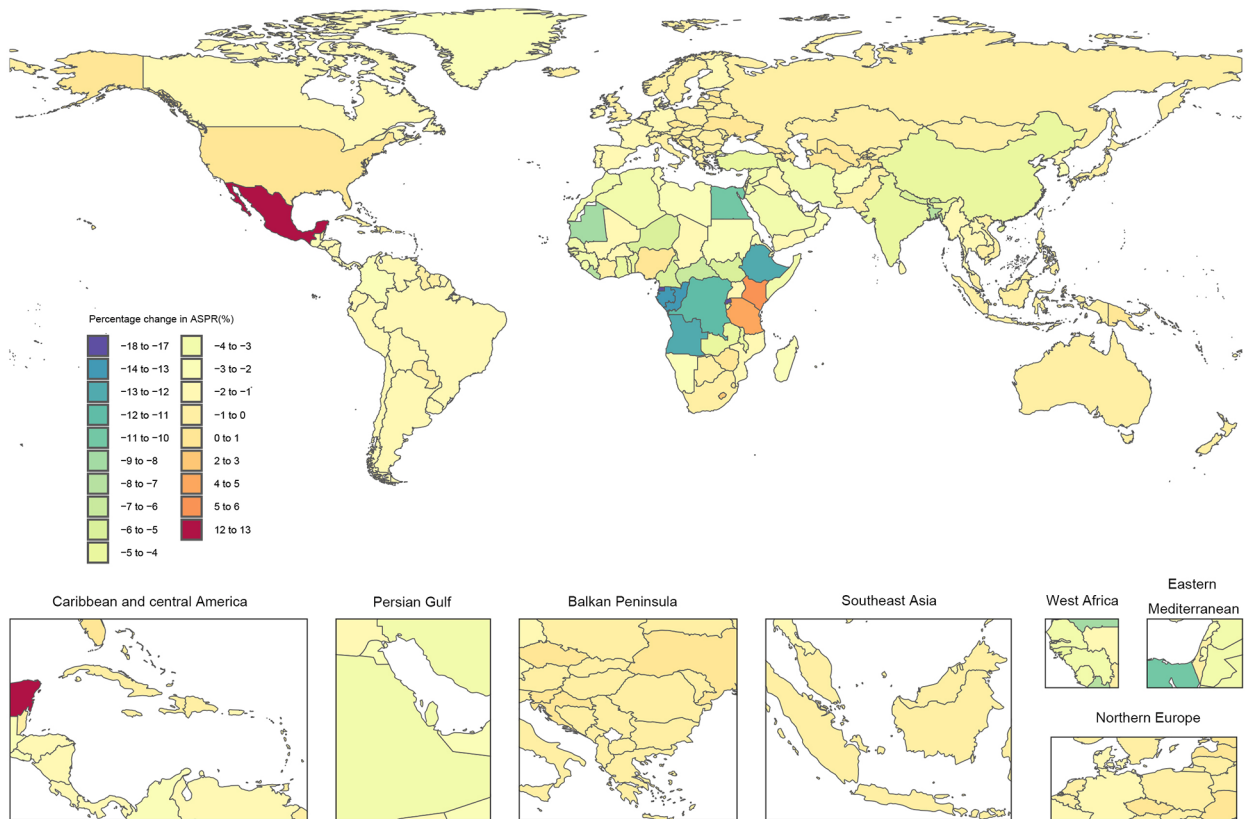 Percentage change in ASPR(%)
−18 to −17
−14 to −13
−13 to −12
−12 to −11
−11 to −10
−9 to −8
−8 to −7
−7 to −6
−6 to −5
−5 to −4
−4 to −3
−3 to −2
−2 to −1
−1 to 0
0 to 1
2 to 3
4 to 5
5 to 6
12 to 13
Caribbean and central America
Persian Gulf
Balkan Peninsula
Southeast Asia
West Africa
Eastern
Mediterranean
Northern Europe